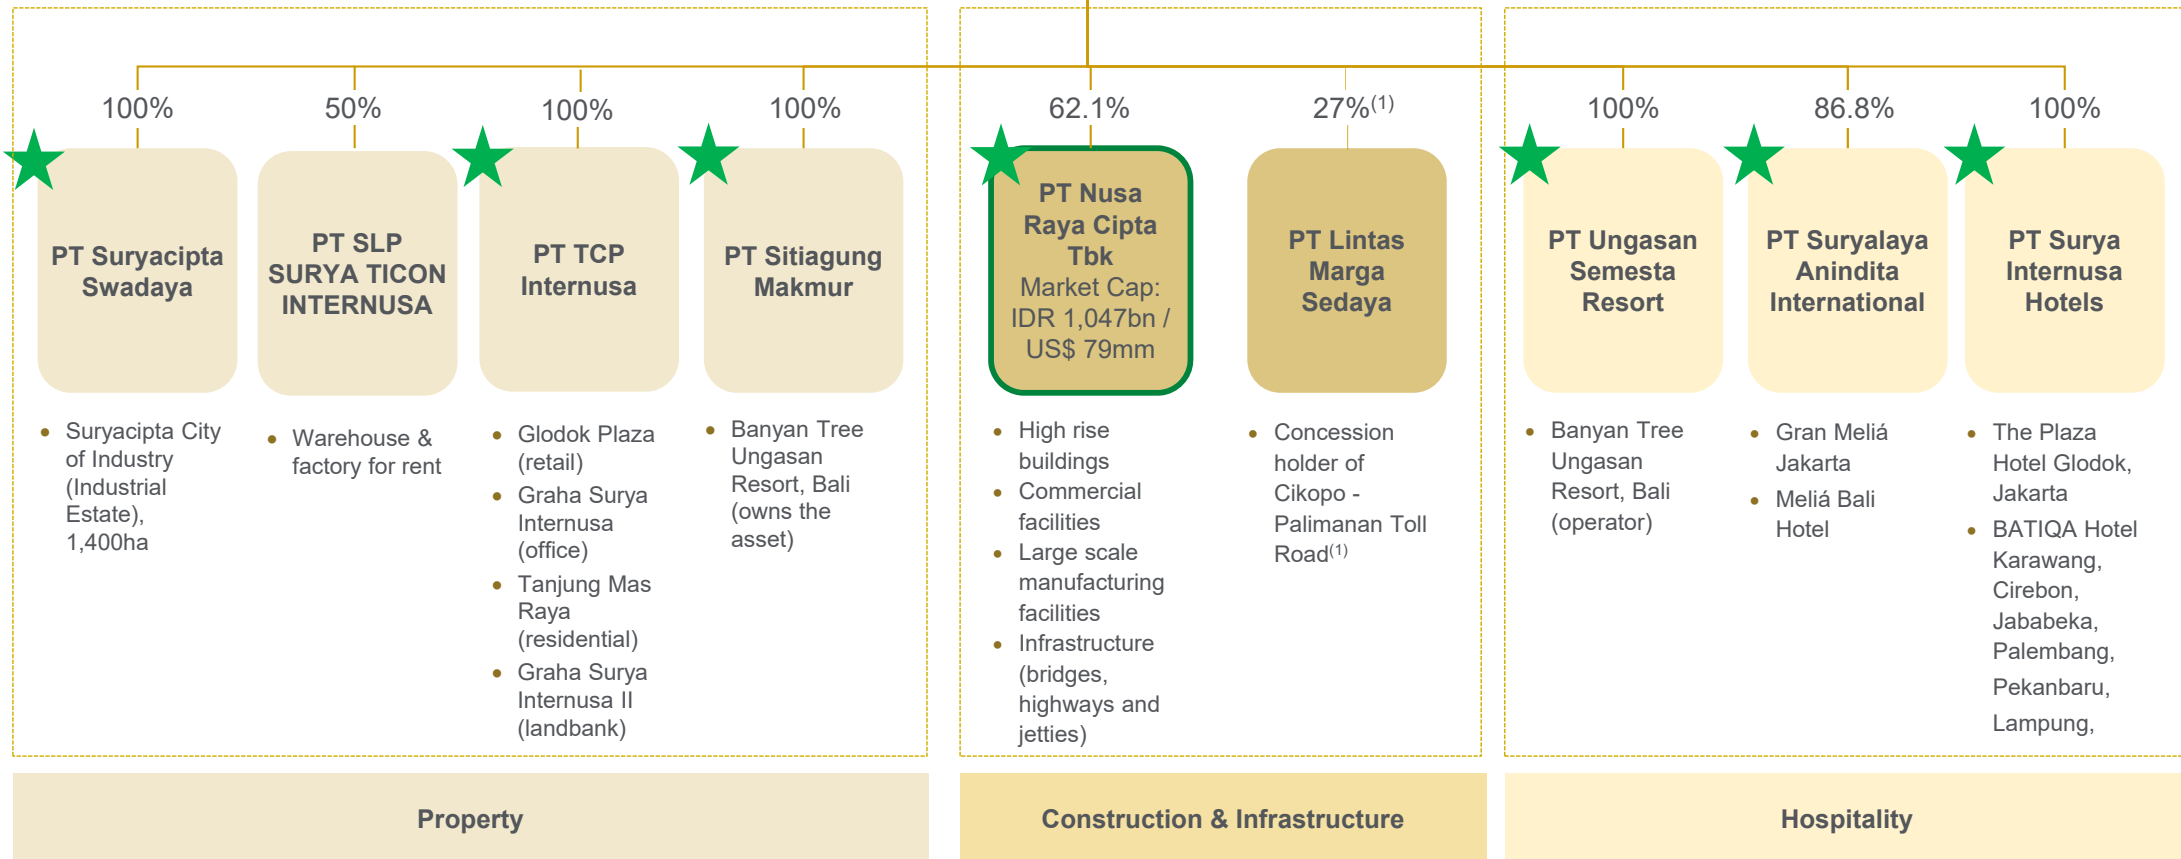 100%
50%
100%
100%
62.1%
27%(1)
100%
86.8%
100%
PT Suryacipta
Swadaya
PT SLP
SURYA TICON
INTERNUSA
PT TCP
Internusa
PT Sitiagung
Makmur
PT Nusa
Raya Cipta
Tbk
Market Cap:
IDR 1,047bn /
US$ 79mm
PT Lintas
Marga
Sedaya
PT Ungasan
Semesta
Resort
PT Suryalaya
Anindita
International
PT Surya
Internusa
Hotels
• Suryacipta City
of Industry
(Industrial
Estate),
1,400ha
• Warehouse &
factory for rent
• Glodok Plaza
(retail)
• Graha Surya
Internusa
(office)
• Tanjung Mas
Raya
(residential)
• Graha Surya
Internusa II
(landbank)
• Banyan Tree
Ungasan
Resort, Bali
(owns the
asset)
• High rise
buildings
• Commercial
facilities
• Large scale
manufacturing
facilities
• Infrastructure
(bridges,
highways and
jetties)
• Concession
holder of
Cikopo -
Palimanan Toll
Road(1)
• Banyan Tree
Ungasan
Resort, Bali
(operator)
• Gran Meliá
Jakarta
• Meliá Bali
Hotel
• The Plaza
Hotel Glodok,
Jakarta
• BATIQA Hotel
Karawang,
Cirebon,
Jababeka,
Palembang,
Pekanbaru,
Lampung,
Property
Construction & Infrastructure
Hospitality